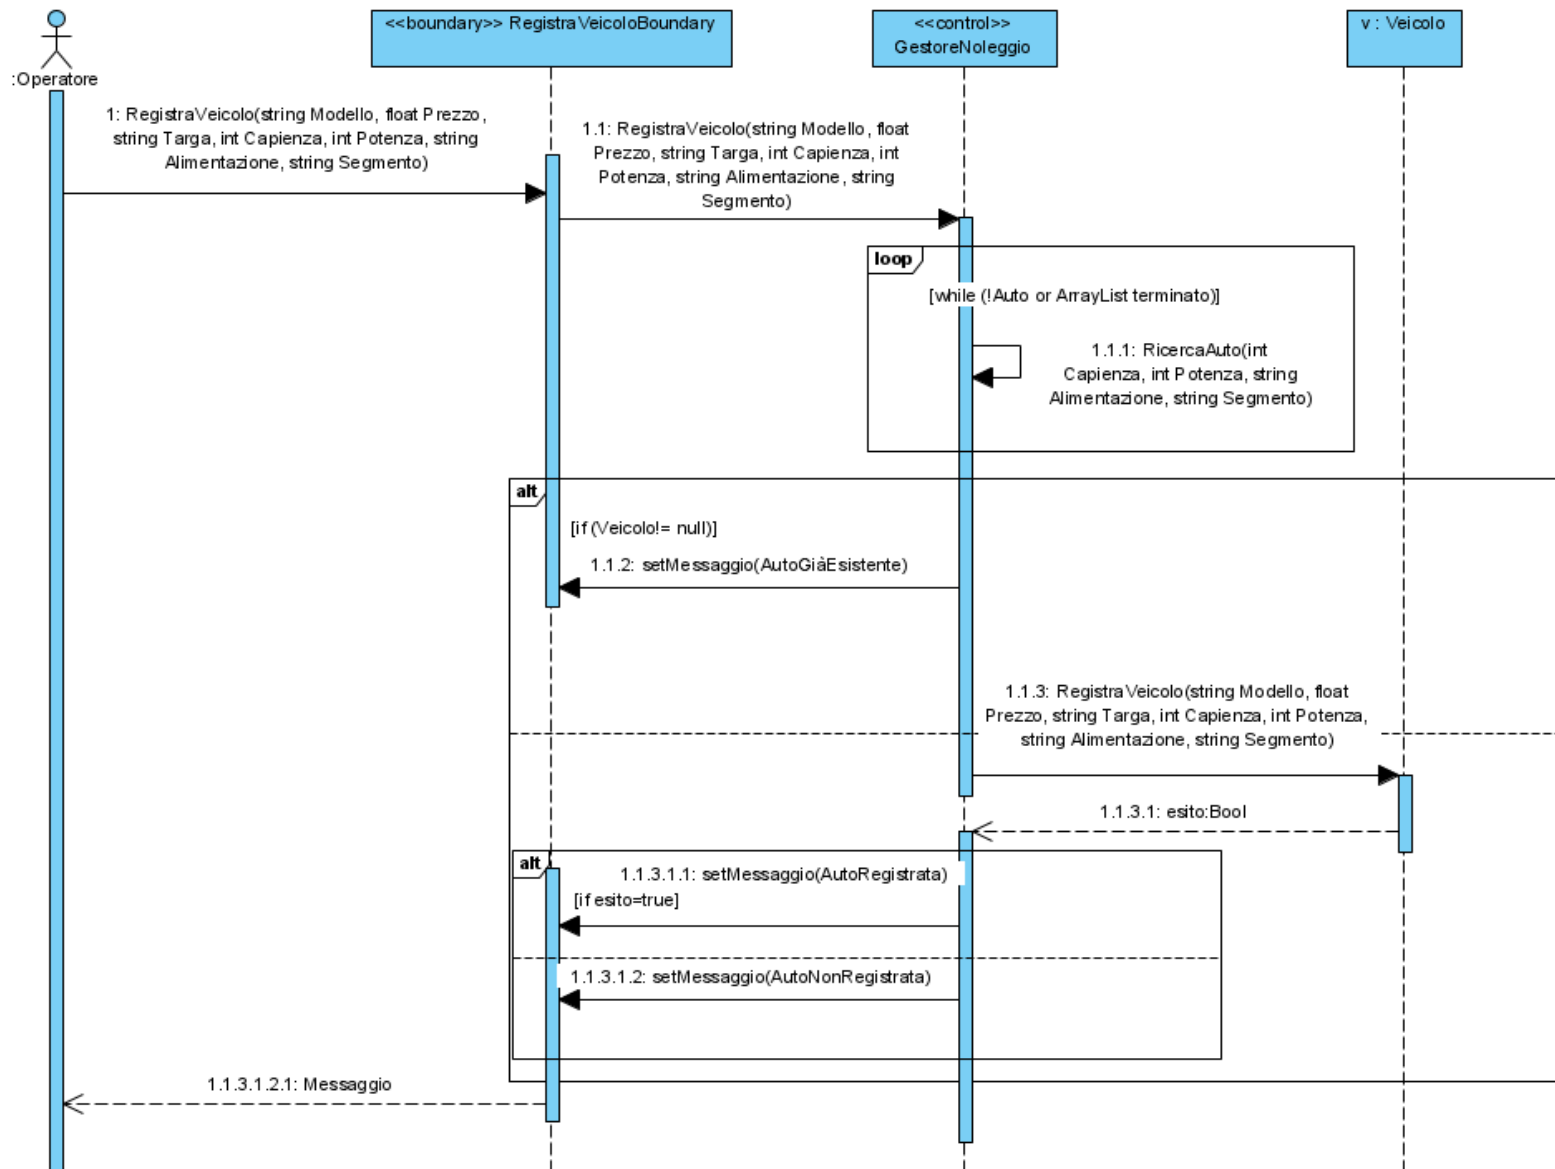 :Operatore
<<boundary>> RegistraVeicoloBoundary
<<control>>
GestoreNoleggio
v : Veicolo
1: RegistraVeicolo(string Modello, float Prezzo,
string Targa, int Capienza, int Potenza, string
Alimentazione, string Segmento)
1.1: RegistraVeicolo(string Modello, float
Prezzo, string Targa, int Capienza, int
Potenza, string Alimentazione, string
Segmento)
loop
[while (!Auto or ArrayList terminato)]
1.1.1: RicercaAuto(int
Capienza, int Potenza, string
Alimentazione, string Segmento)
alt
[if (Veicolo!= null)]
1.1.2: setMessaggio(AutoGiàEsistente)
1.1.3: RegistraVeicolo(string Modello, float
Prezzo, string Targa, int Capienza, int Potenza,
string Alimentazione, string Segmento)
1.1.3.1: esito:Bool
alt
1.1.3.1.1: setMessaggio(AutoRegistrata)
[if esito=true]
1.1.3.1.2: setMessaggio(AutoNonRegistrata)
1.1.3.1.2.1: Messaggio